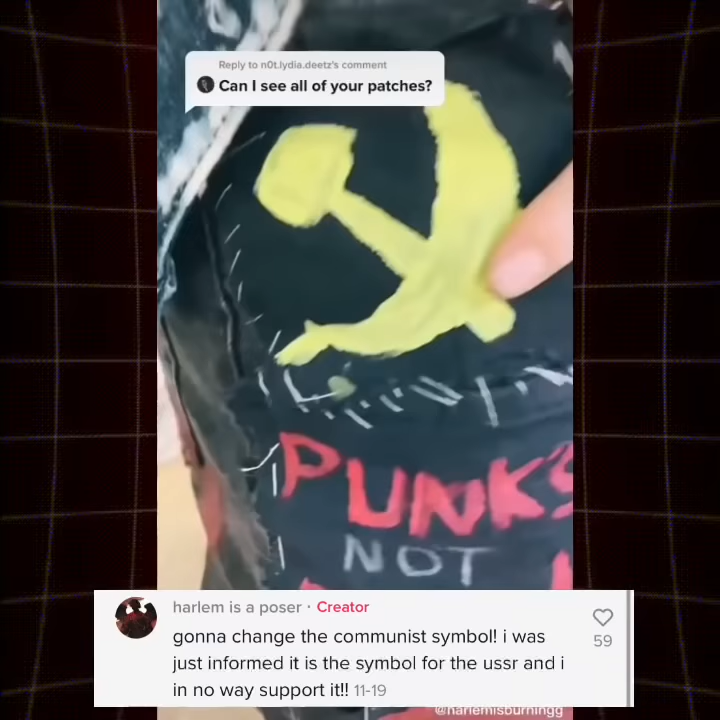 Reply to n0t.lydia.deetz's comment
Can I see all of your patches?
PUNK'S
NOT
harlem is a poser · Creator
gonna change the communist symbol! i was
just informed it is the symbol for the ussr and i
in no way support it!! 11-19
59
@harlemisburningg